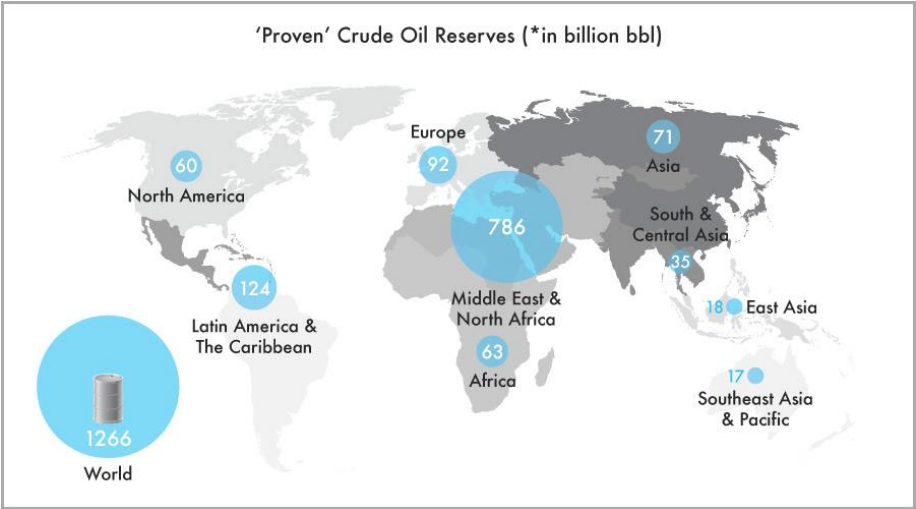 ‘Proven’ Crude Oil Reserves (*in billion bbl)
60
North America
Europe
92
71
Asia
786
Middle East &
North Africa
South &
Central Asia
35
124
Latin America &
The Caribbean
18 East Asia
63
Africa
17
Southeast Asia
& Pacific
1266
World